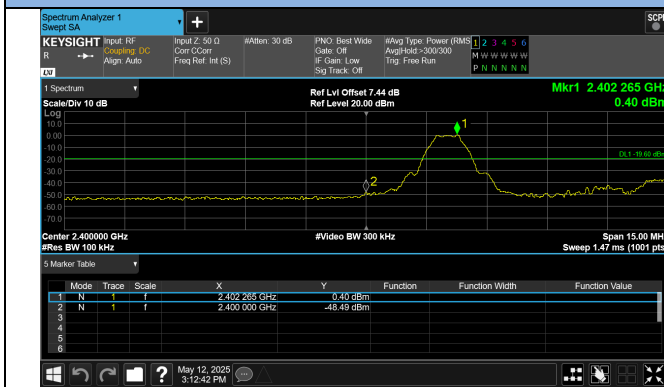 Spectrum Analyzer 1
Swept SA
+
SCPI
KEYSIGHT Input: RF Input Z: 50 Ω #Atten: 30 dB PNO: Best Wide #Avg Type: Power (RMS 1 2 3 4 5 6
R Coupling: DC Corr CCorr Gate: Off Avg|Hold:>300/300 M W W W W W
Align: Auto Freq Ref: Int (S) IF Gain: Low Trig: Free Run
LXI Sig Track: Off P N N N N N
1 Spectrum Ref Lvl Offset 7.44 dB Mkr1 2.402 265 GHz
Scale/Div 10 dB Ref Level 20.00 dBm 0.40 dBm
Log
10.0
0.00
-10.0
-20.0
-30.0
-40.0
-50.0
-60.0
-70.0
1
2
DL1 -19.60 dBm
Center 2.400000 GHz #Video BW 300 kHz Span 15.00 MH
#Res BW 100 kHz Sweep 1.47 ms (1001 pts
5 Marker Table
Mode Trace Scale X Y Function Function Width Function Value
1 N 1 f 2.402 265 GHz 0.40 dBm
2 N 1 f 2.400 000 GHz -48.49 dBm
3
4
5
6
? May 12, 2025
3:12:42 PM